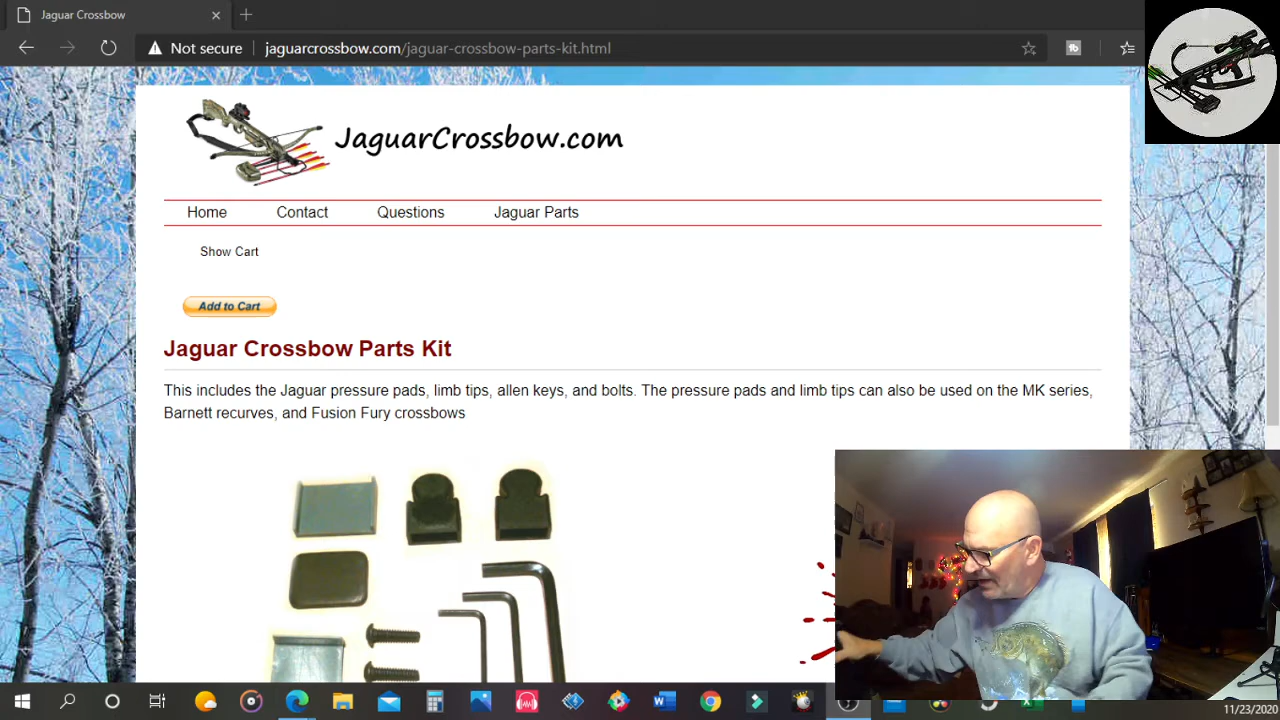 Jaguar Crossbow
Not secure
jaguarcrossbow.com/jaguar-crossbow-parts-kit.html
JaguarCrossbow.com
Home
Contact
Questions
Jaguar Parts
Show Cart
Add to Cart
Jaguar Crossbow Parts Kit
This includes the Jaguar pressure pads, limb tips, allen keys, and bolts. The pressure pads and limb tips can also be used on the MK series,
Barnett recurves, and Fusion Fury crossbows
11/23/2020